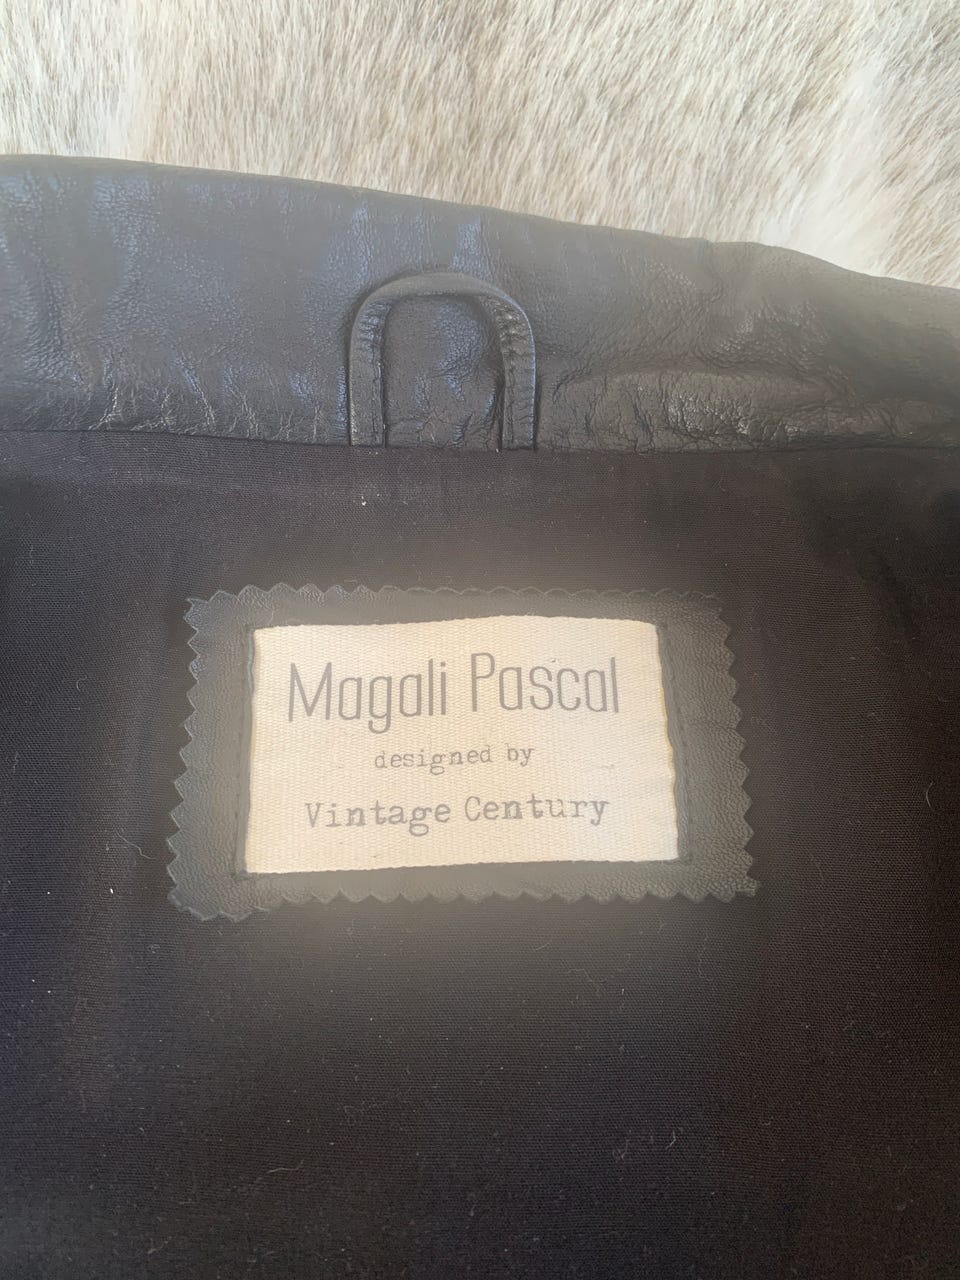 Magali Pascal
designed by
Vintage Century